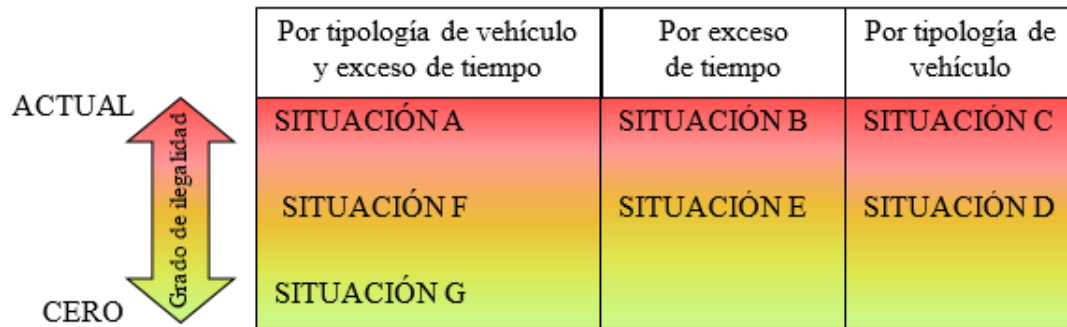 Por tipología de vehículo
y exceso de tiempo
Por exceso
de tiempo
Por tipología de
vehículo
ACTUAL
Grado de ilegalidad
CERO
SITUACIÓN A
SITUACIÓN B
SITUACIÓN C
SITUACIÓN F
SITUACIÓN E
SITUACIÓN D
SITUACIÓN G